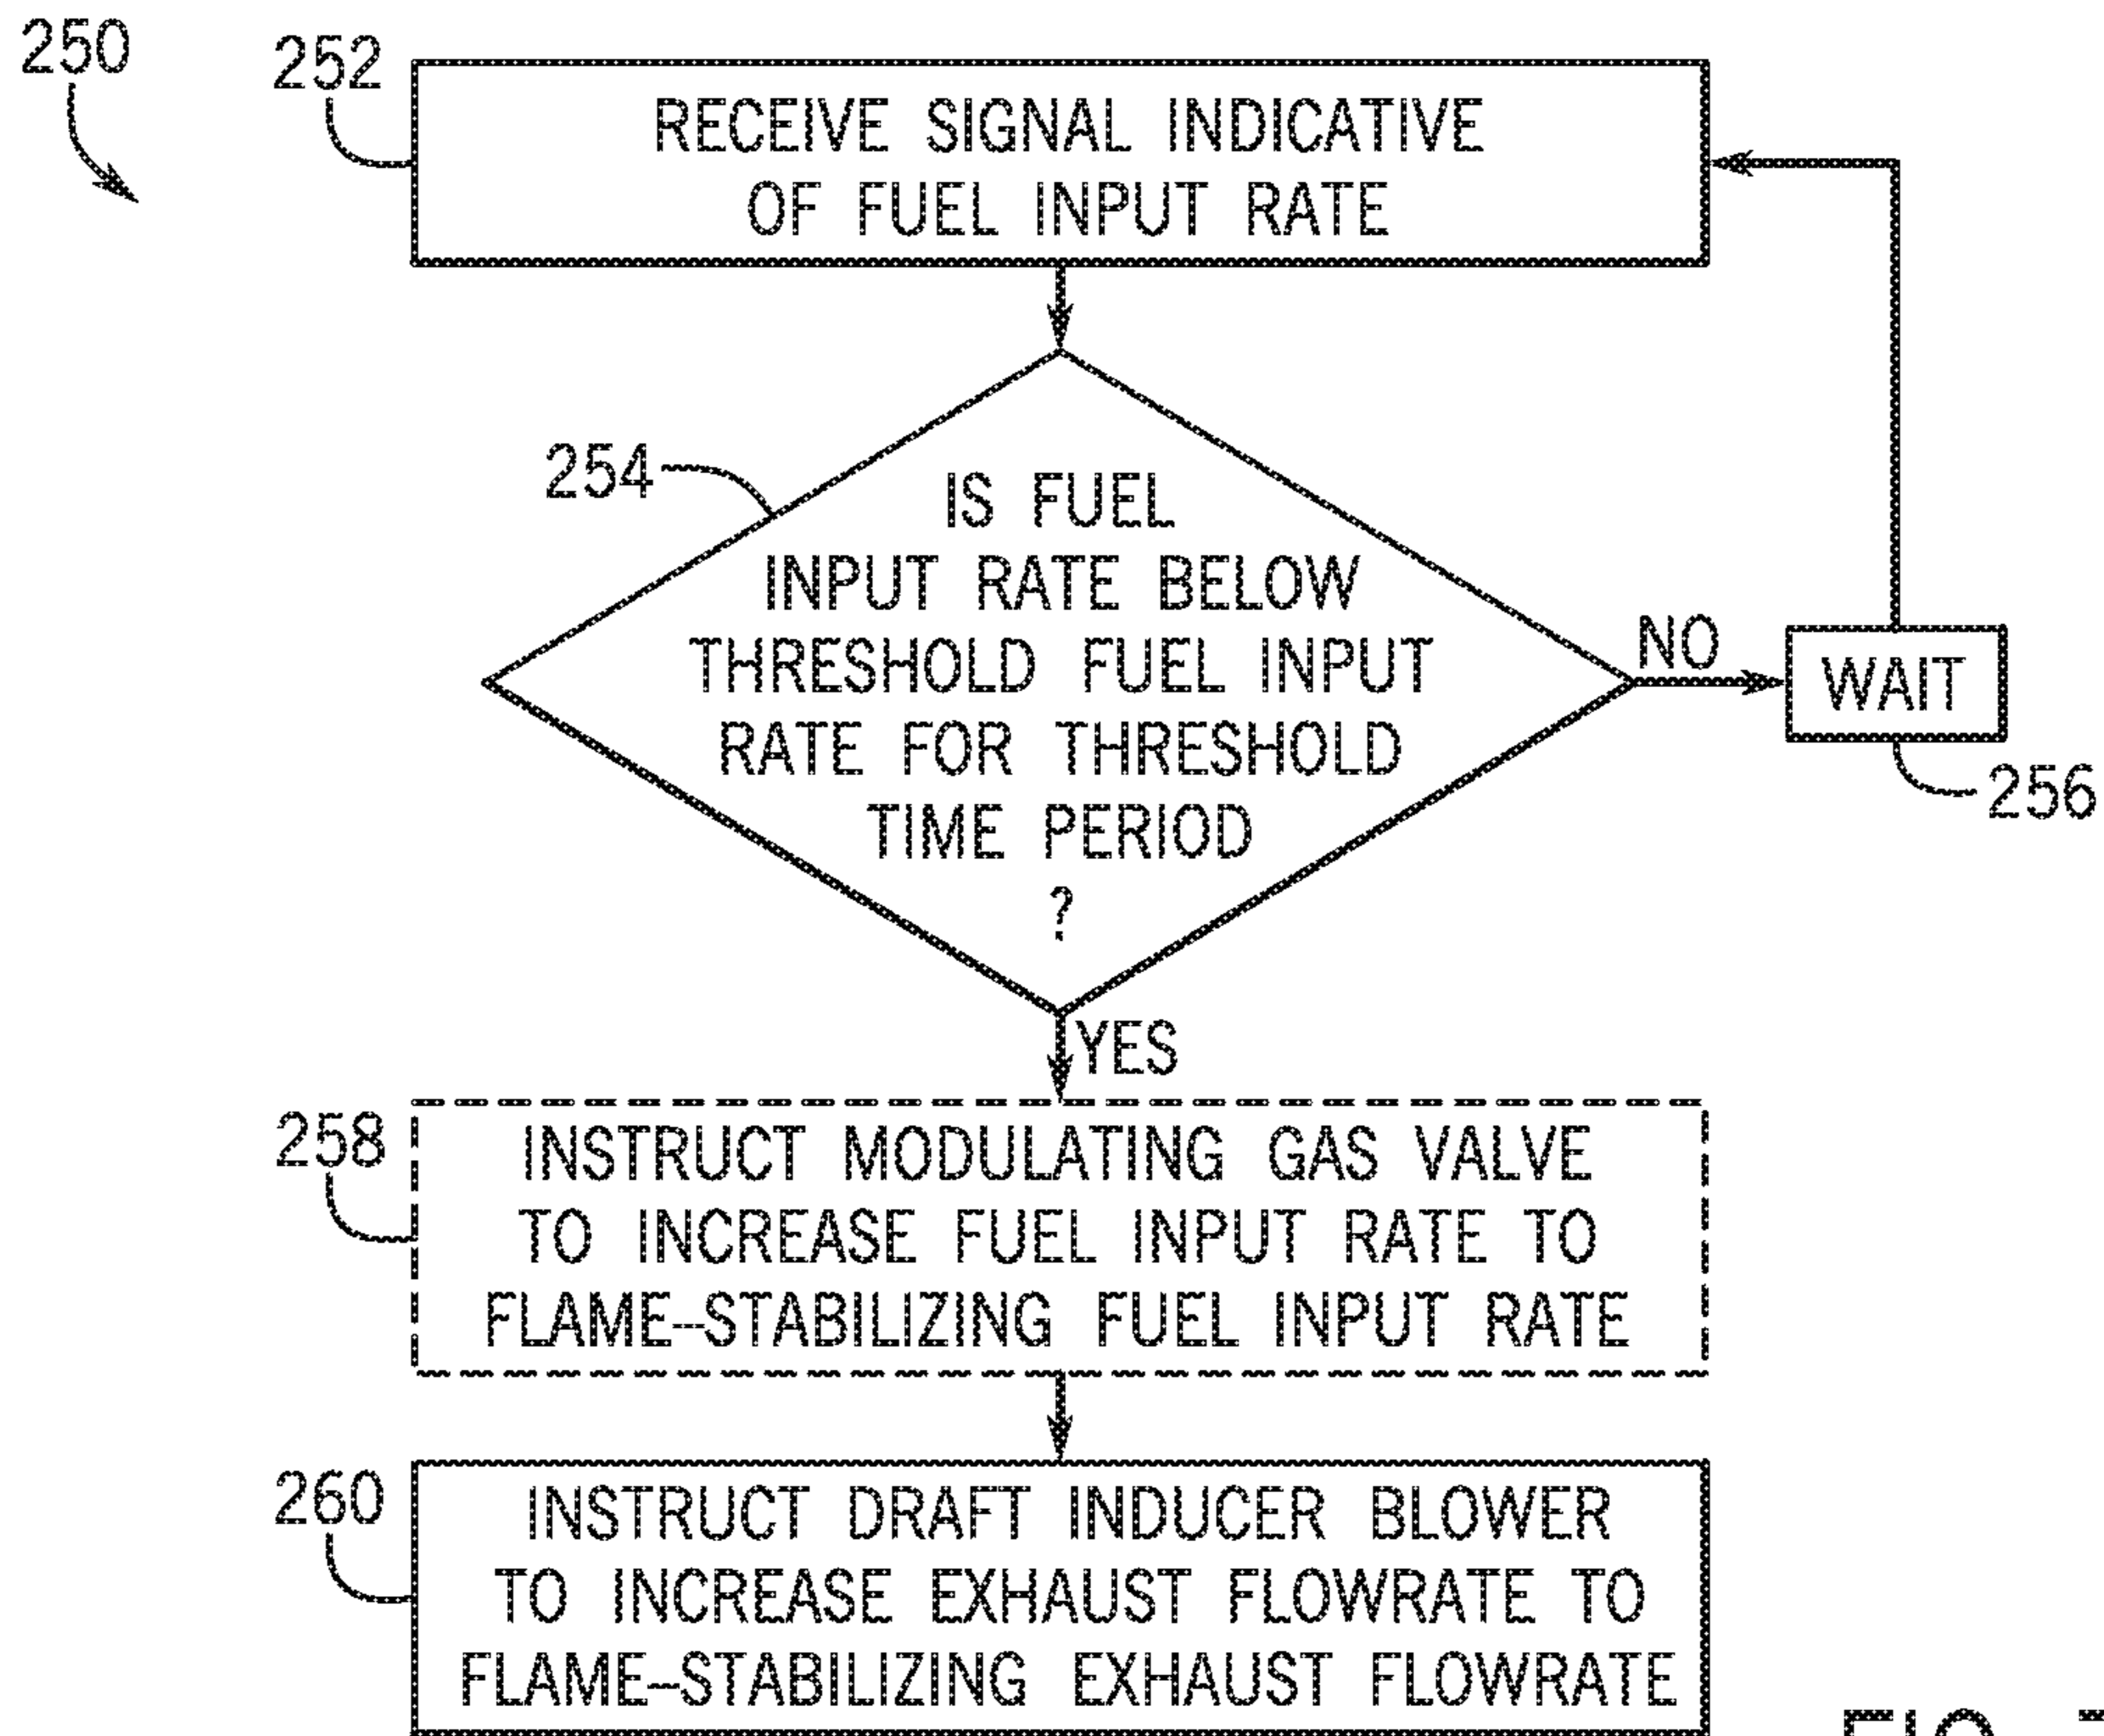 250
252
RECEIVE SIGNAL INDICATIVE
OF FUEL INPUT RATE
254
IS FUEL
INPUT RATE BELOW
THRESHOLD FUEL INPUT
RATE FOR THRESHOLD
TIME PERIOD
?
NO
WAIT
256
YES
258
INSTRUCT MODULATING GAS VALVE
TO INCREASE FUEL INPUT RATE TO
FLAME–STABILIZING FUEL INPUT RATE
260
INSTRUCT DRAFT INDUCER BLOWER
TO INCREASE EXHAUST FLOWRATE TO
FLAME–STABILIZING EXHAUST FLOWRATE